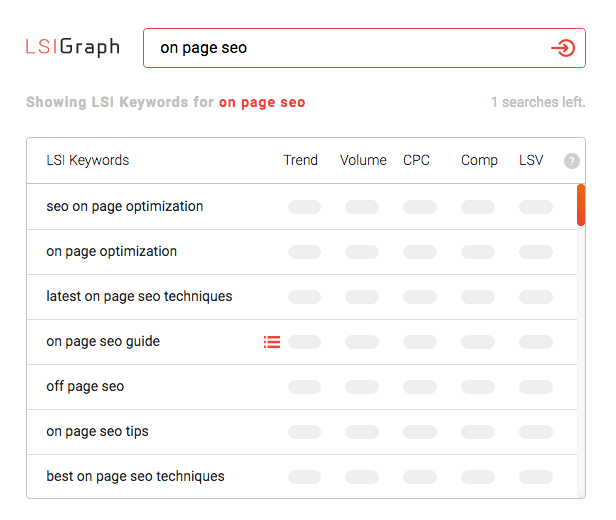 LSIGraph
on page seo
Showing LSI Keywords for on page seo
1 searches left.
LSI Keywords Trend Volume CPC Comp LSV ?
seo on page optimization
on page optimization
latest on page seo techniques
on page seo guide
off page seo
on page seo tips
best on page seo techniques